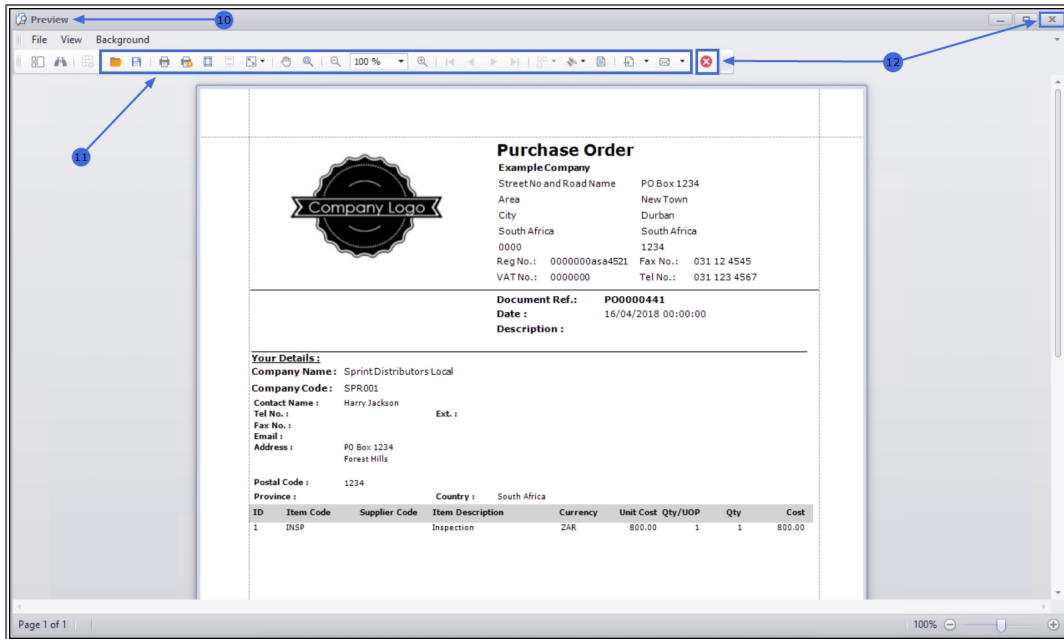 Preview
10
File View Background
100 %
12
11
Company Logo
Purchase Order
Example Company
Street No and Road Name PO Box 1234
Area New Town
City Durban
South Africa South Africa
0000 1234
Reg No.: 0000000asa4521 Fax No.: 031 12 4545
VAT No.: 0000000 Tel No.: 031 123 4567
Document Ref.: PO0000441
Date : 16/04/2018 00:00:00
Description :
Your Details :
Company Name : Sprint Distributors Local
Company Code : SPR001
Contact Name : Harry Jackson
Tel No. : Ext. :
Fax No. :
Email :
Address : PO Box 1234
Forest Hills
Postal Code : 1234
Province : Country : South Africa
ID Item Code Supplier Code Item Description Currency Unit Cost Qty/UOP Qty Cost
1 INSP Inspection ZAR 800.00 1 1 800.00
Page 1 of 1 100%